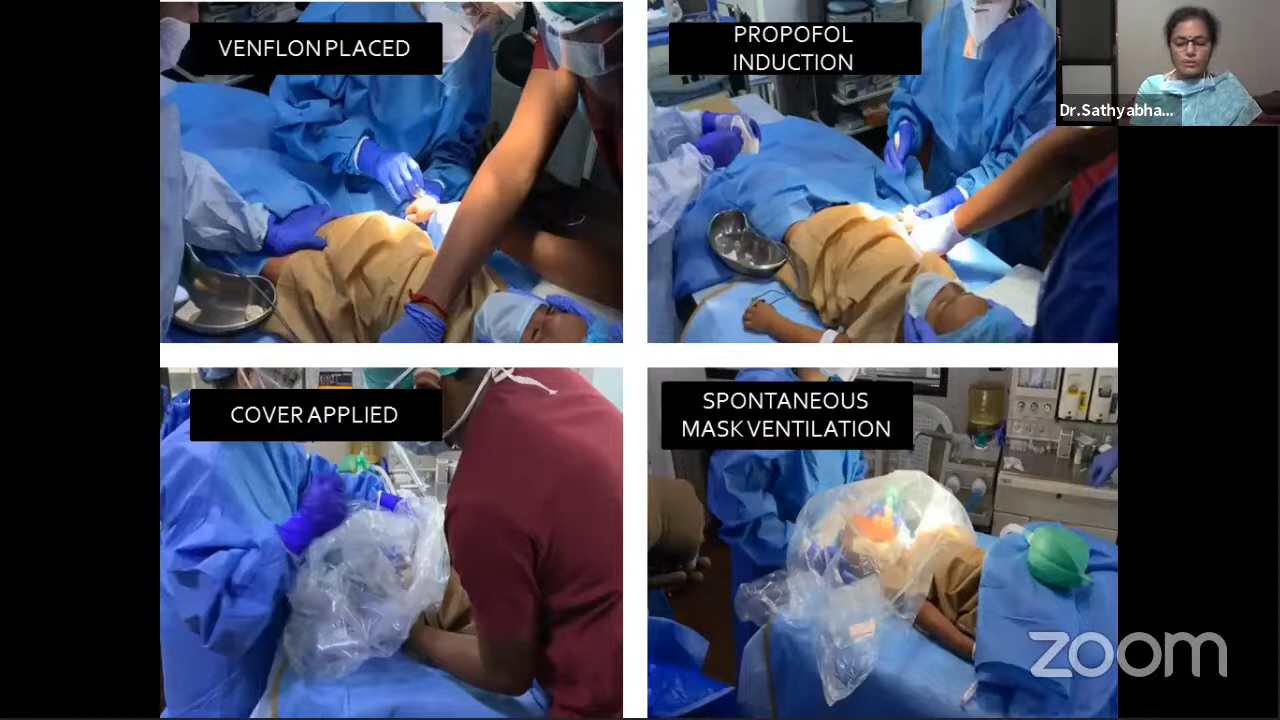 VENFLON PLACED
PROPOFOL
INDUCTION
Dr.Sathyabha...
COVER APPLIED
SPONTANEOUS
MASK VENTILATION
zoom